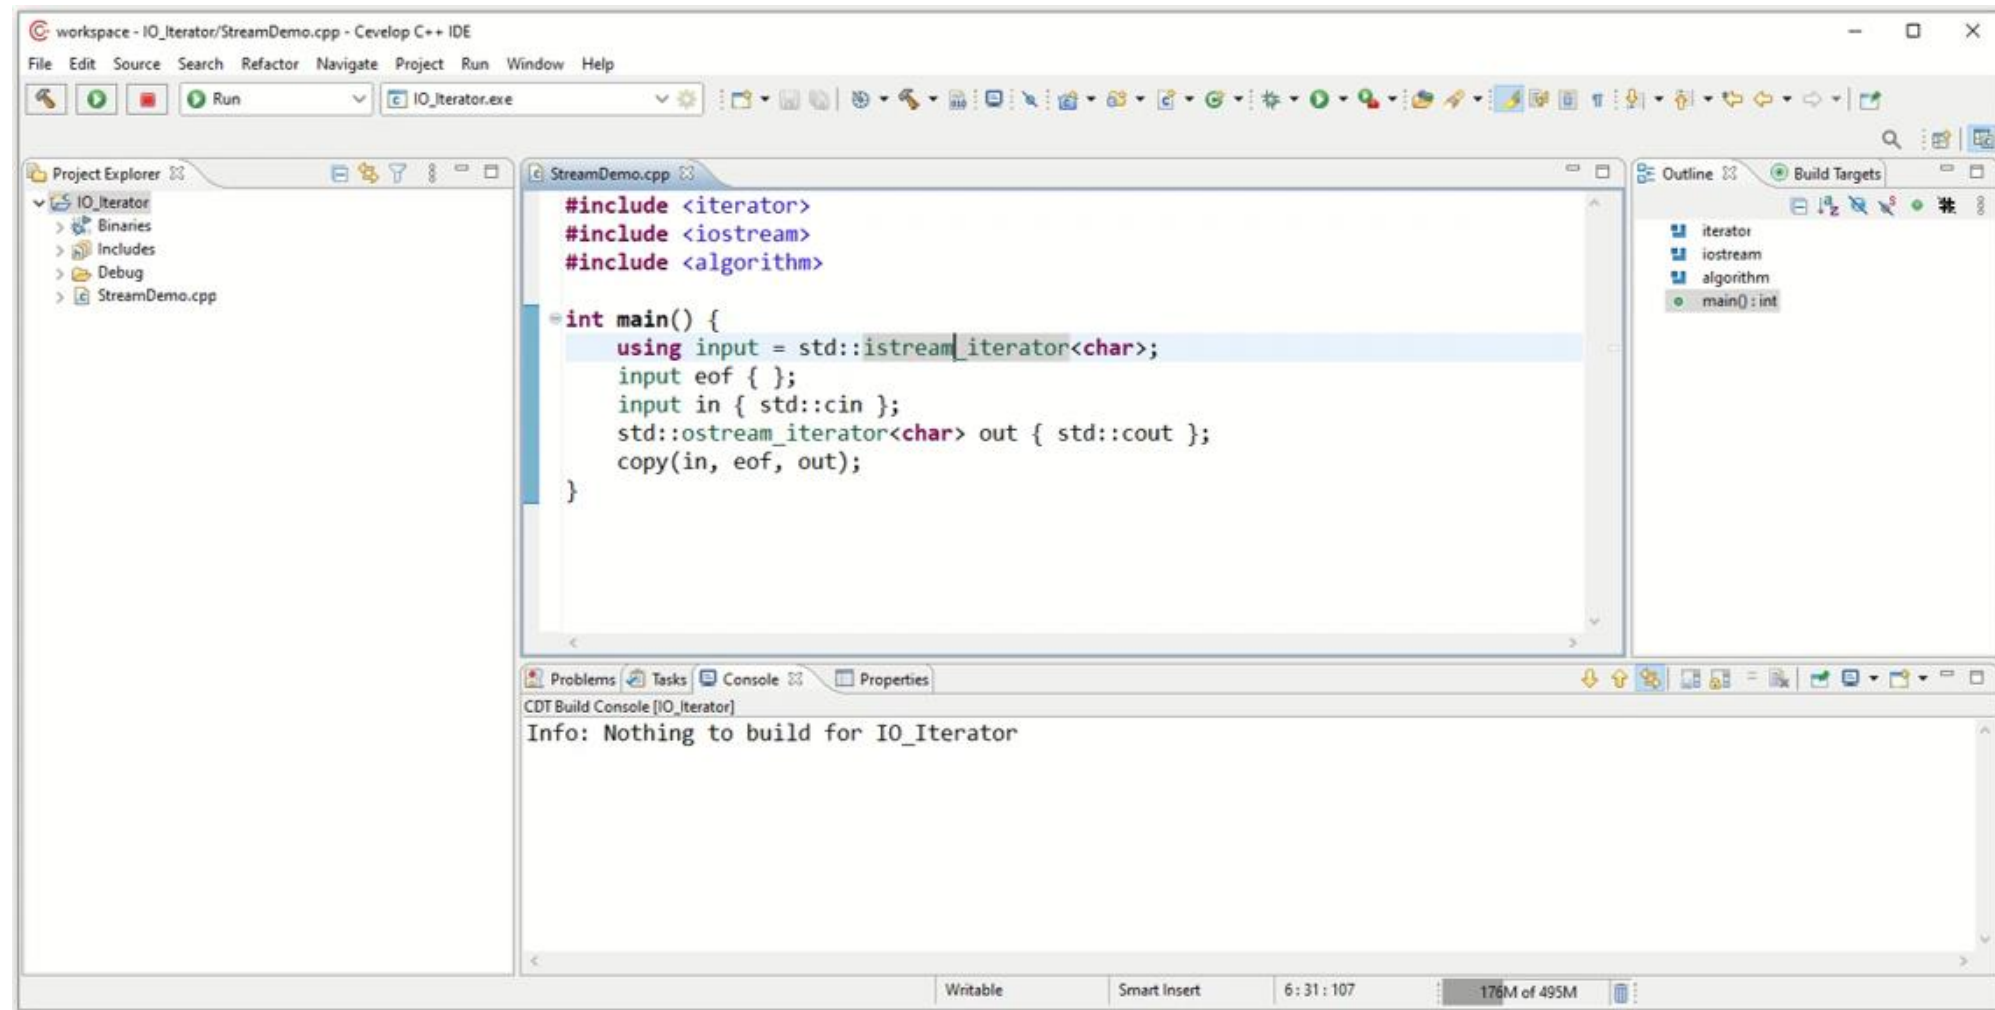 workspace - IO_Iterator/StreamDemo.cpp - Cevelop C++ IDE
File Edit Source Search Refactor Navigate Project Run Window Help
Run IO_Iterator.exe
Project Explorer
IO_Iterator
Binaries
Includes
Debug
StreamDemo.cpp
StreamDemo.cpp
#include <iterator>
#include <iostream>
#include <algorithm>
int main() {
using input = std::istream_iterator<char>;
input eof { };
input in { std::cin };
std::ostream_iterator<char> out { std::cout };
copy(in, eof, out);
}
Outline Build Targets
iterator
iostream
algorithm
main() : int
Problems Tasks Console Properties
CDT Build Console [IO_Iterator]
Info: Nothing to build for IO_Iterator
Writable Smart Insert 6 : 31 : 107 176M of 495M